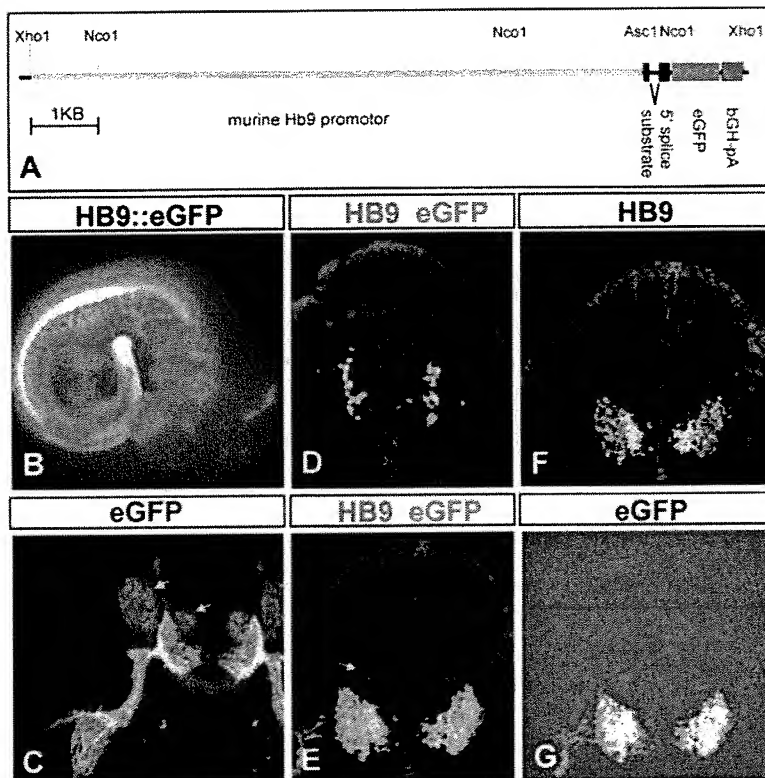 Xho1 Nco1 Nco1 Asc1 Nco1 Xho1
1KB
murine Hb9 promotor
substrate
5' splice
eGFP
bGH-pA
A
HB9::eGFP
HB9 eGFP
HB9
B
D
F
eGFP
HB9 eGFP
eGFP
C
E
G